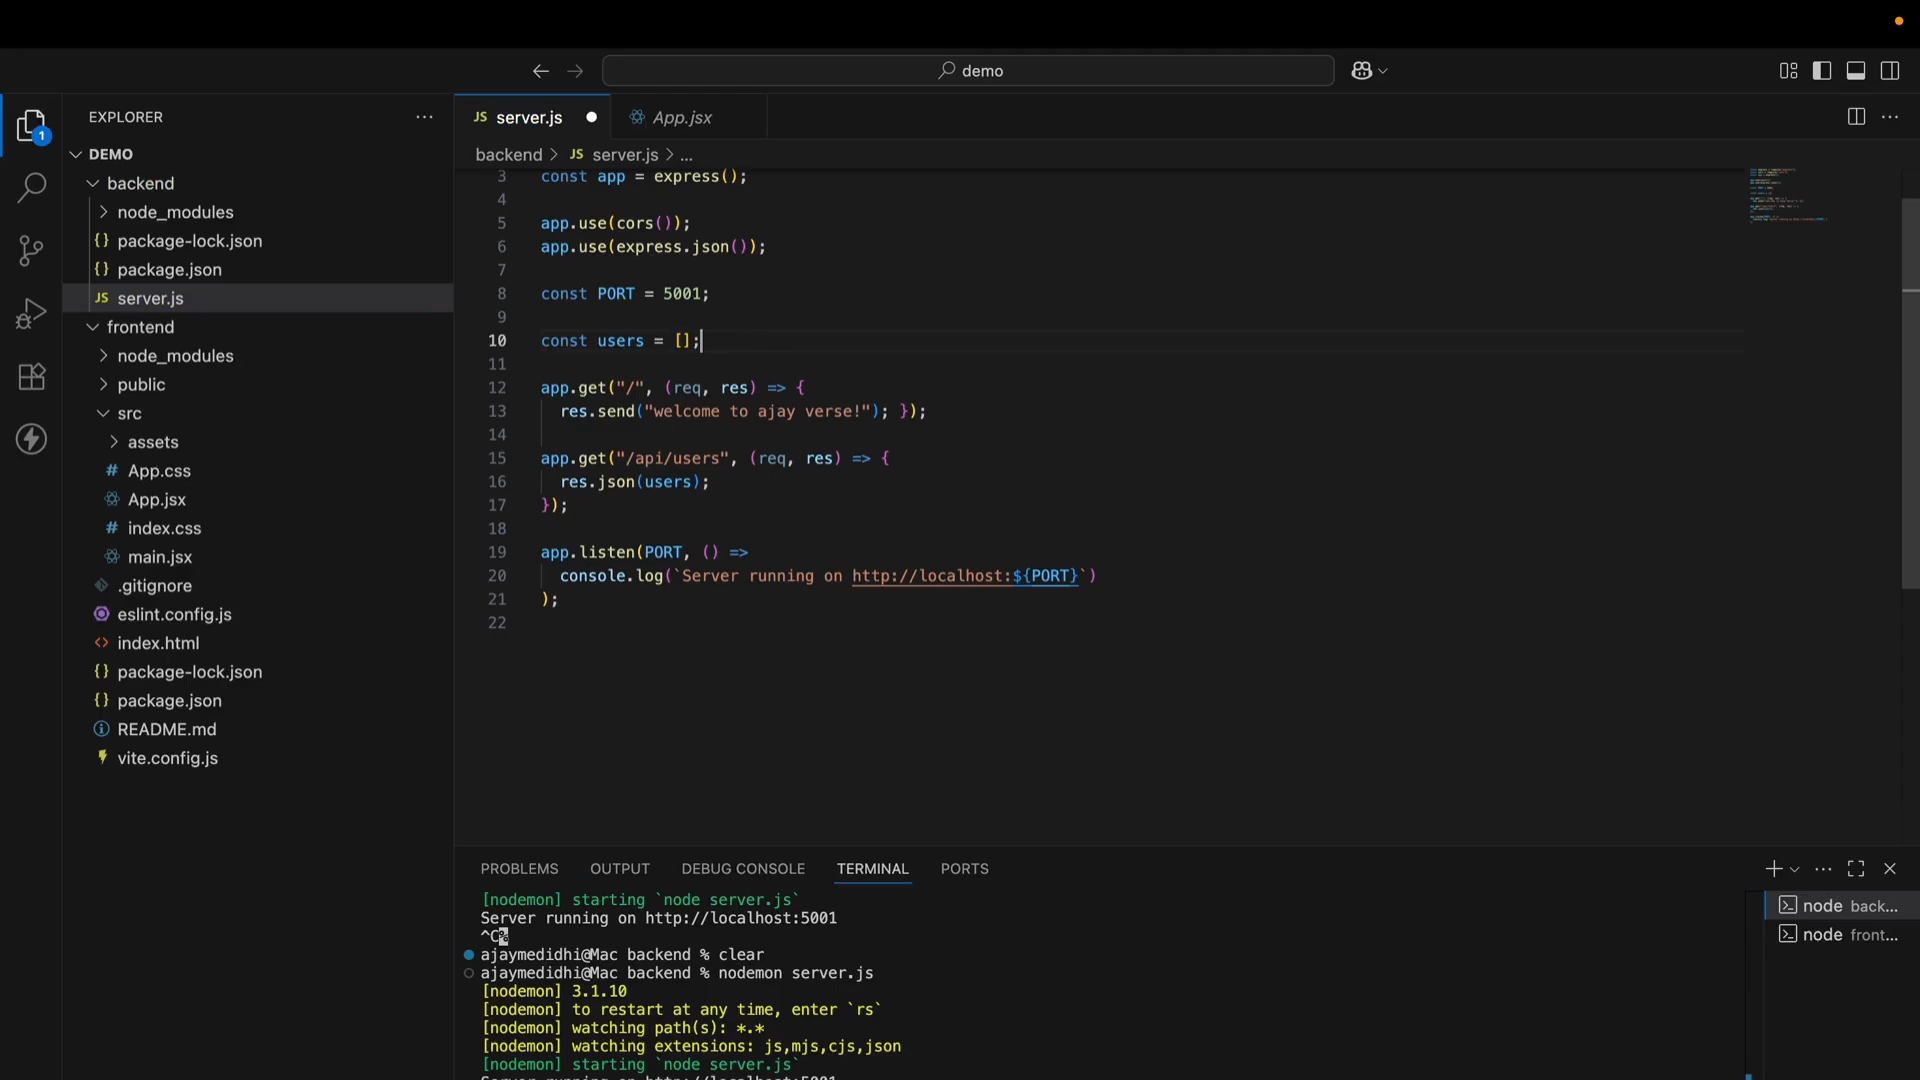 demo
EXPLORER
1
DEMO
backend
node_modules
{} package-lock.json
{} package.json
JS server.js
frontend
node_modules
public
src
assets
# App.css
App.jsx
# index.css
main.jsx
.gitignore
eslint.config.js
<> index.html
{} package-lock.json
{} package.json
README.md
vite.config.js
JS server.js
App.jsx
backend > JS server.js > ...
3 const app = express();
4
5 app.use(cors());
6 app.use(express.json());
7
8 const PORT = 5001;
9
10 const users = [];
11
12 app.get("/", (req, res) => {
13 res.send("welcome to ajay verse!"); });
14
15 app.get("/api/users", (req, res) => {
16 res.json(users);
17 });
18
19 app.listen(PORT, () =>
20 console.log(`Server running on http://localhost:${PORT}`)
21 );
22
PROBLEMS OUTPUT DEBUG CONSOLE TERMINAL PORTS
[nodemon] starting `node server.js`
Server running on http://localhost:5001
^C%
ajaymedidhi@Mac backend % clear
ajaymedidhi@Mac backend % nodemon server.js
[nodemon] 3.1.10
[nodemon] to restart at any time, enter `rs`
[nodemon] watching path(s): *.*
[nodemon] watching extensions: js,mjs,cjs,json
[nodemon] starting `node server.js`
Server running on http://localhost:5001
node back...
node front...